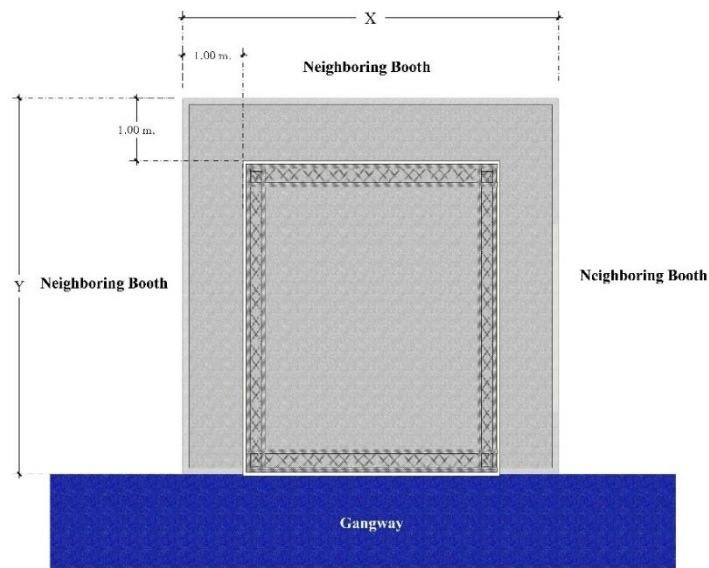 X
1.00 m.
Neighboring Booth
1.00 m.
Y
Neighboring Booth
Neighboring Booth
Gangway